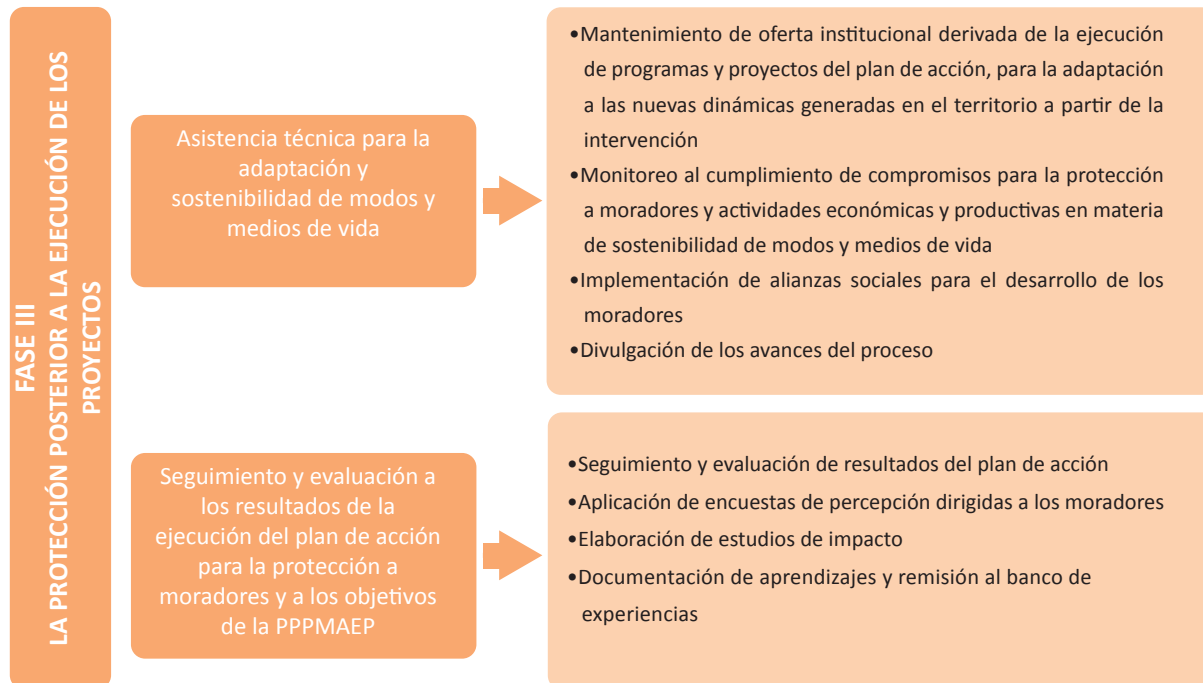 FASE III
LA PROTECCIÓN POSTERIOR A LA EJECUCIÓN DE LOS
PROYECTOS
Asistencia técnica para la
adaptación y
sostenibilidad de modos y
medios de vida
•Mantenimiento de oferta institucional derivada de la ejecución
de programas y proyectos del plan de acción, para la adaptación
a las nuevas dinámicas generadas en el territorio a partir de la
intervención
•Monitoreo al cumplimiento de compromisos para la protección
a moradores y actividades económicas y productivas en materia
de sostenibilidad de modos y medios de vida
•Implementación de alianzas sociales para el desarrollo de los
moradores
•Divulgación de los avances del proceso
Seguimiento y evaluación a
los resultados de la
ejecución del plan de acción
para la protección a
moradores y a los objetivos
de la PPPMAEP
•Seguimiento y evaluación de resultados del plan de acción
•Aplicación de encuestas de percepción dirigidas a los moradores
•Elaboración de estudios de impacto
•Documentación de aprendizajes y remisión al banco de
experiencias